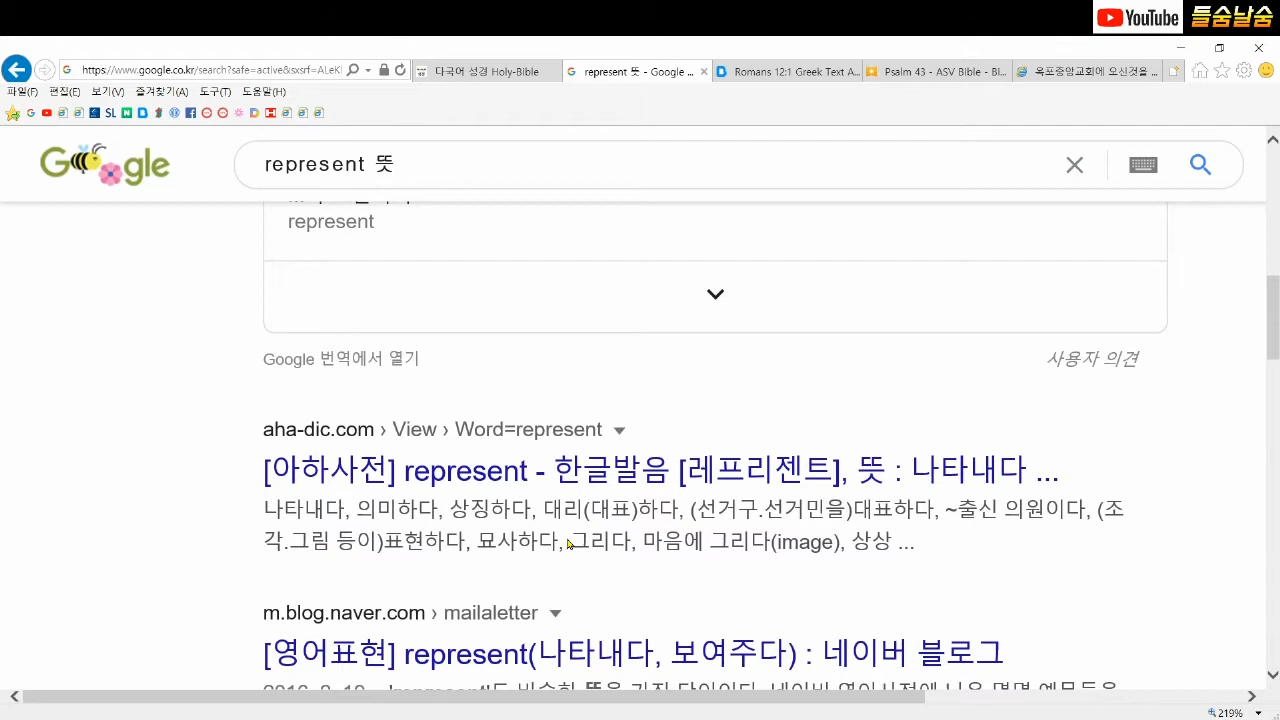 YouTube 들숨날숨
https://www.google.co.kr/search?safe=active&sxsrf=ALeK
다국어 성경 Holy-Bible
represent 뜻 - Google ...
Romans 12:1 Greek Text A...
Psalm 43 - ASV Bible - Bi...
옥포중앙교회에 오신것을 ...
파일(F) 편집(E) 보기(V) 즐겨찾기(A) 도구(T) 도움말(H)
SL
Google
represent 뜻
represent
Google 번역에서 열기
사용자 의견
aha-dic.com › View › Word=represent
[아하사전] represent - 한글발음 [레프리젠트], 뜻 : 나타내다 ...
나타내다, 의미하다, 상징하다, 대리(대표)하다, (선거구.선거민을)대표하다, ~출신 의원이다, (조
각.그림 등이)표현하다, 묘사하다, 그리다, 마음에 그리다(image), 상상 ...
m.blog.naver.com › mailaletter
[영어표현] represent(나타내다, 보여주다) : 네이버 블로그
219%